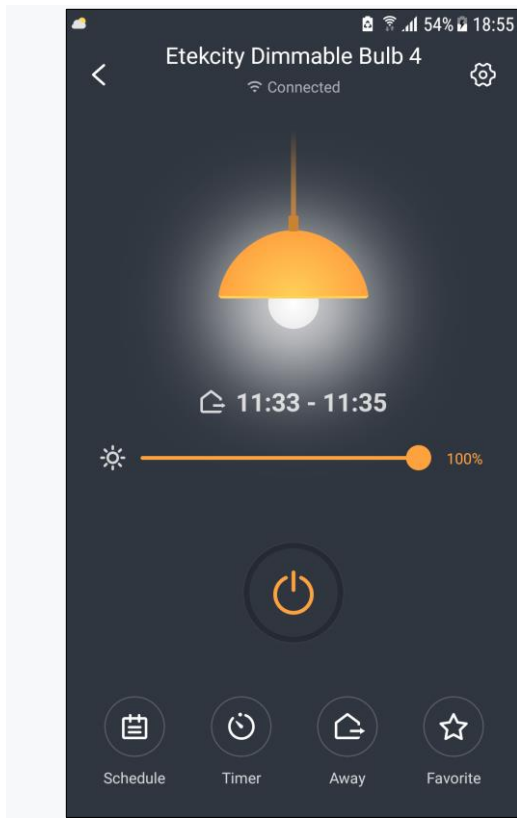 54% 18:55
Etekcity Dimmable Bulb 4
Connected
11:33 - 11:35
100%
Schedule Timer Away Favorite